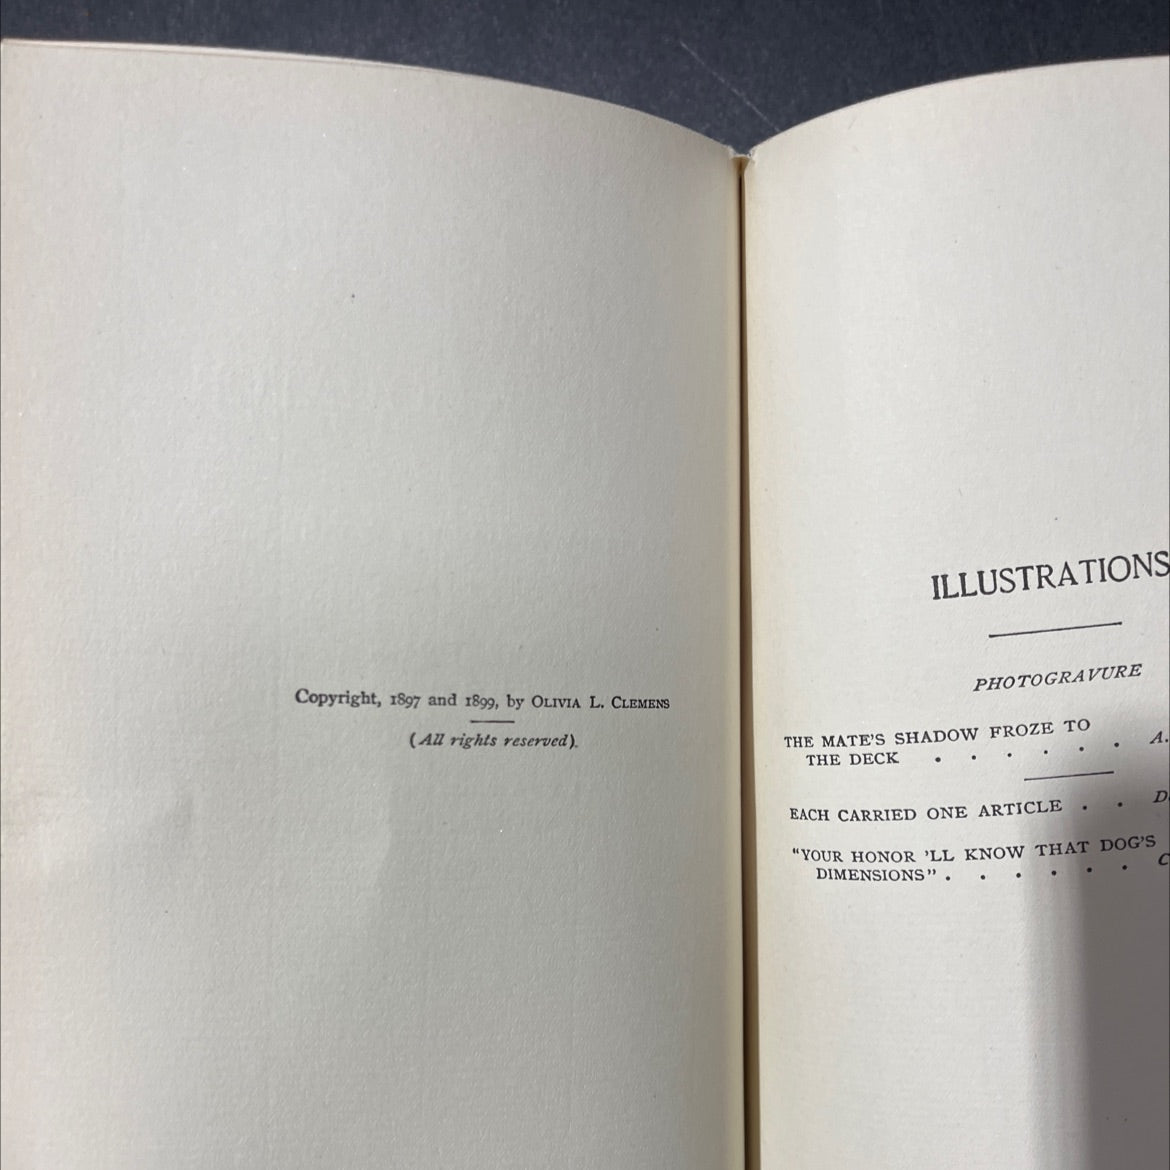 Copyright, 1897 and 1899, by OLIVIA L. CLEMENS
(All rights reserved).
ILLUSTRATIONS
PHOTOGRAVURE
THE MATE'S SHADOW FROZE TO
THE DECK . . . . . . A.
EACH CARRIED ONE ARTICLE . . D
"YOUR HONOR 'LL KNOW THAT DOG'S
DIMENSIONS" . . . . . . C